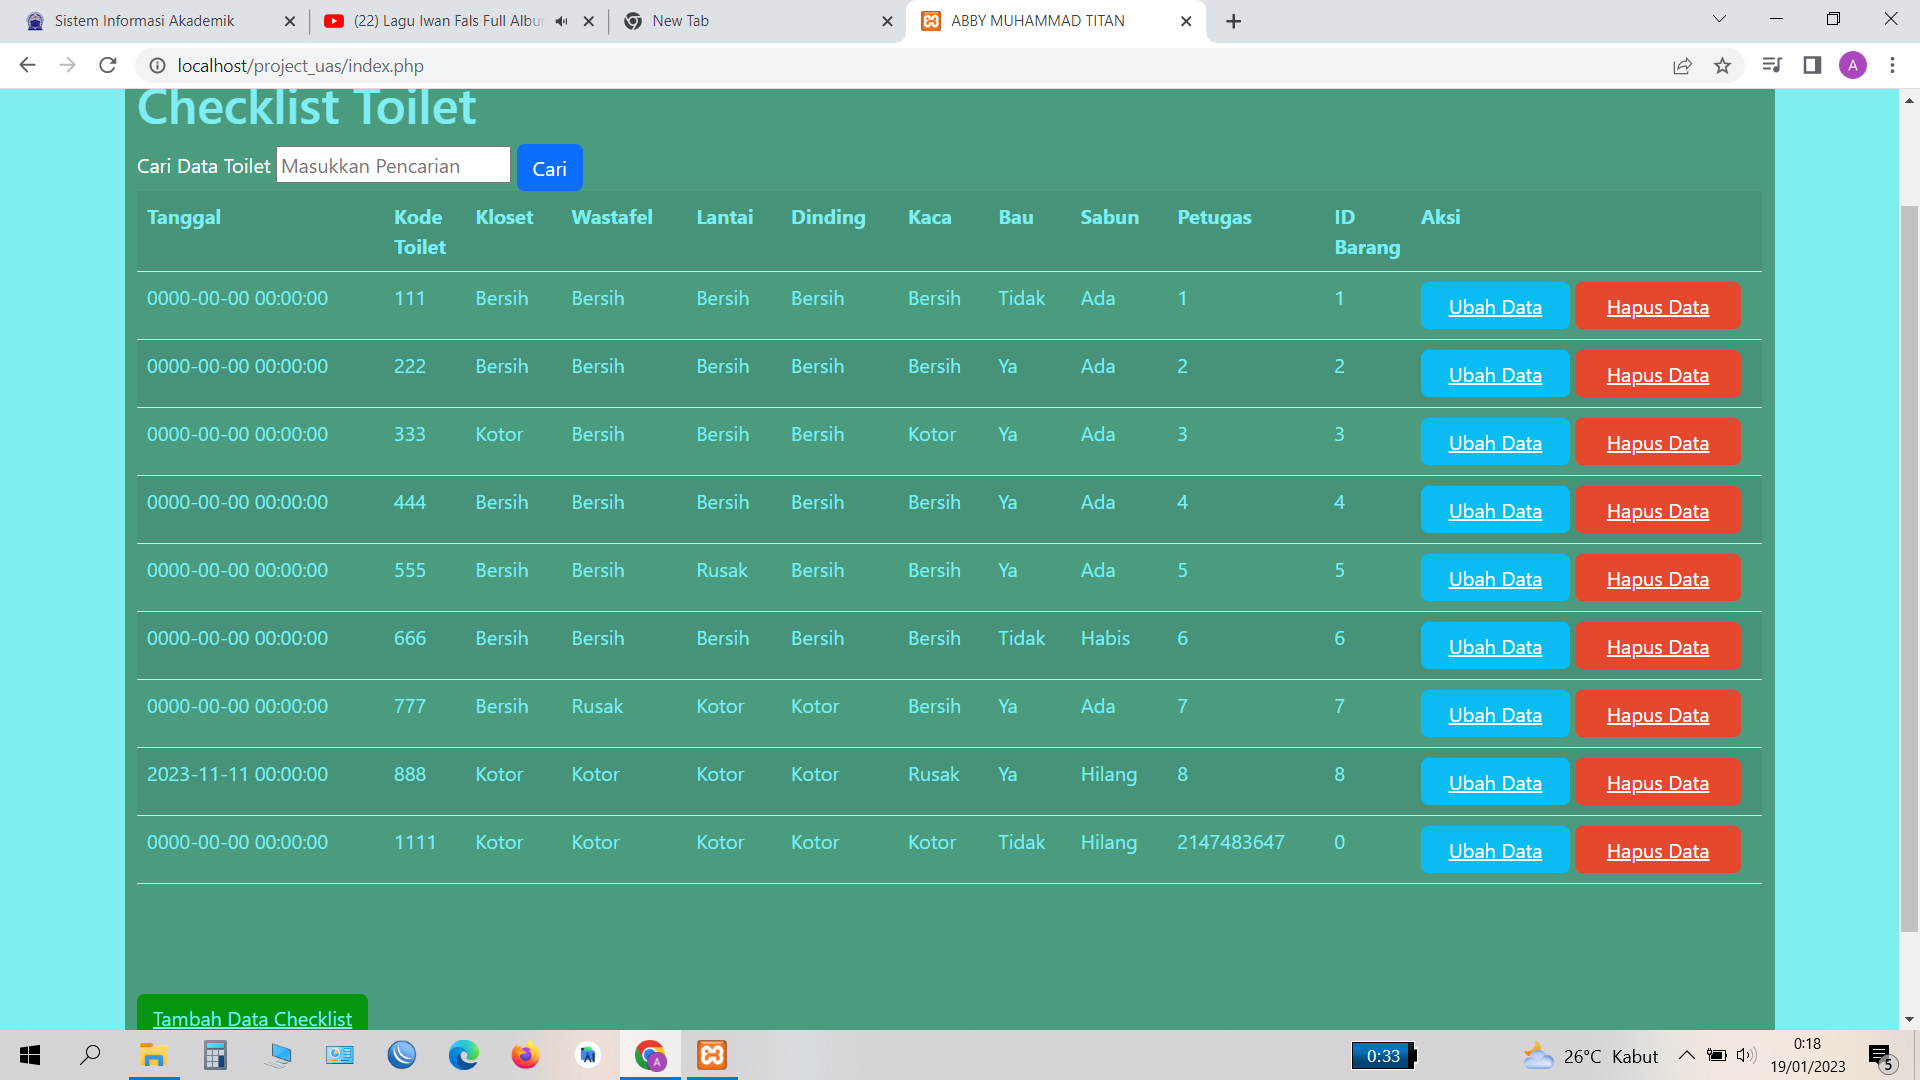 Sistem Informasi Akademik
(22) Lagu Iwan Fals Full Albu
New Tab
ABBY MUHAMMAD TITAN
localhost/project_uas/index.php
A
Checklist Toilet
Cari Data Toilet Masukkan Pencarian Cari
Tanggal Kode Toilet Kloset Wastafel Lantai Dinding Kaca Bau Sabun Petugas ID Barang Aksi
0000-00-00 00:00:00 111 Bersih Bersih Bersih Bersih Bersih Tidak Ada 1 1 Ubah Data Hapus Data
0000-00-00 00:00:00 222 Bersih Bersih Bersih Bersih Bersih Ya Ada 2 2 Ubah Data Hapus Data
0000-00-00 00:00:00 333 Kotor Bersih Bersih Bersih Kotor Ya Ada 3 3 Ubah Data Hapus Data
0000-00-00 00:00:00 444 Bersih Bersih Bersih Bersih Bersih Ya Ada 4 4 Ubah Data Hapus Data
0000-00-00 00:00:00 555 Bersih Bersih Rusak Bersih Bersih Ya Ada 5 5 Ubah Data Hapus Data
0000-00-00 00:00:00 666 Bersih Bersih Bersih Bersih Bersih Tidak Habis 6 6 Ubah Data Hapus Data
0000-00-00 00:00:00 777 Bersih Rusak Kotor Kotor Bersih Ya Ada 7 7 Ubah Data Hapus Data
2023-11-11 00:00:00 888 Kotor Kotor Kotor Kotor Rusak Ya Hilang 8 8 Ubah Data Hapus Data
0000-00-00 00:00:00 1111 Kotor Kotor Kotor Kotor Kotor Tidak Hilang 2147483647 0 Ubah Data Hapus Data
Tambah Data Checklist
A
0:33
26°C Kabut
0:18
19/01/2023
5